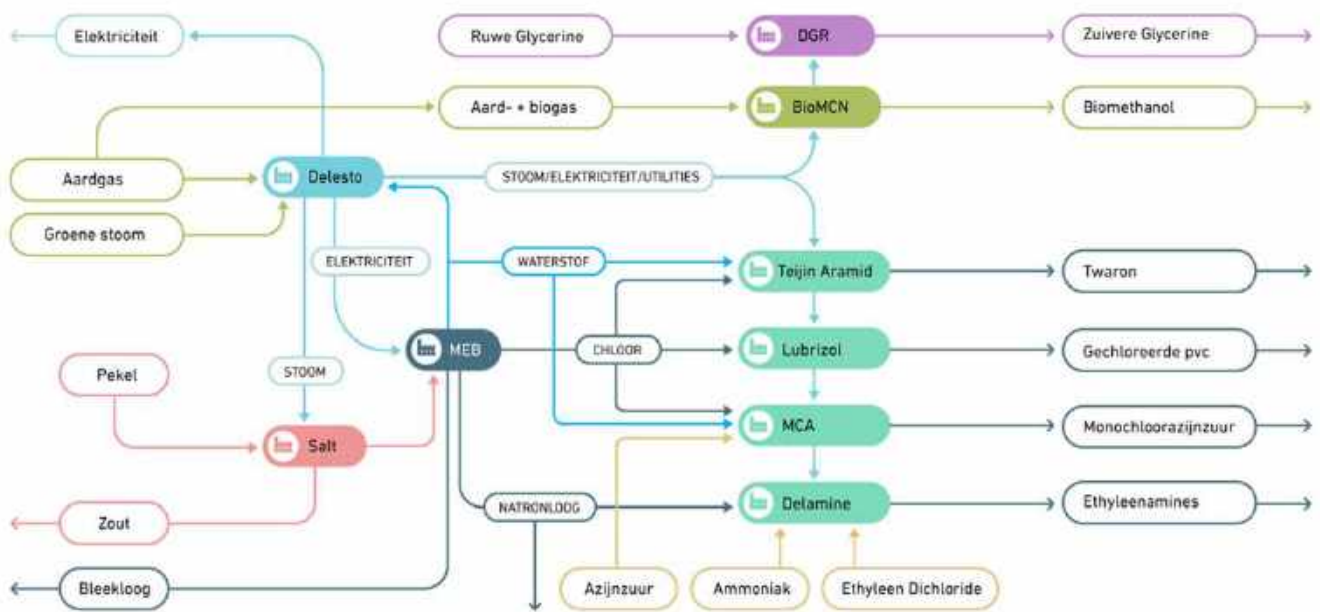 Elektriciteit
Ruwe Glycerine
DGR
Zuivere Glycerine
Aard- + biogas
BioMCN
Biomethanol
Aardgas
Delesto
STOOM/ELEKTRICITEIT/UTILITIES
Groene stoom
ELEKTRICITEIT
WATERSTOF
Teijin Aramid
Twaron
MEB
CHLOOR
Lubrizol
Gechloreerde pvc
Pekel
STOOM
Salt
MCA
Monochloorazijnzuur
NATRONLOOG
Delamine
Ethyleenamines
Zout
Bleekloog
Azijnzuur
Ammoniak
Ethyleen Dichloride